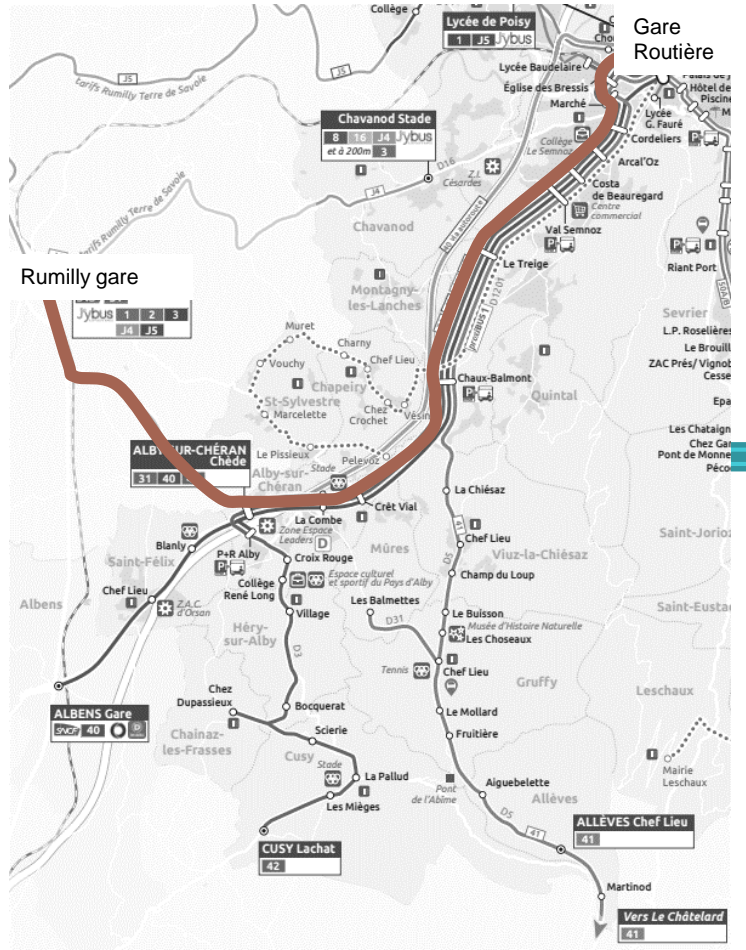 Collège
Lycée de Poisy
1 J5 Jybus
Gare
Routière
J5
J5
tarifs Rumilly Terre de Savoie
Lycée Baudelaire
Église des Bressis
Marché
Hôtel de
Piscine
Lycée
G. Fauré
Cordeliers
Chavanod Stade
8 16 J4 Jybus
et à 200m 3
Collège
Le Semnoz
D16
Z.I.
Césardes
Arcal'Oz
J4
tarifs Rumilly Terre de Savoie
Costa
de Beauregard
Centre
commercial
Chavanod
Val Semnoz
40 via autoroute
Le Treige
Riant Port
Rumilly gare
Jybus 1 2 3
J4 J5
Montagny-
les-Lanches
D1201
proxiBUS 1
50A/B
Sevrier
L.P. Roselières
Le Brouill
ZAC Prés/ Vignob
Cesse
Epa
Muret
Charny
Vouchy
Chef Lieu
Chapeiry
St-Sylvestre
Marcelette
Chez
Crochet
Vésin
Chaux-Balmont
Quintal
Les Chataign
Chez Gar
Pont de Monne
Péco
Le Pissieux
Pelevoz
ALBY-SUR-CHÉRAN
Chède
31 40
Alby-sur-
Chéran
Stade
La Chiésaz
Crêt Vial
La Combe
Zone Espace
Leaders
D
Mûres
41
Chef Lieu
Viuz-la-Chiésaz
Saint-Jorioz
Blanly
Saint-Félix
P+R Alby
Croix Rouge
D5
Champ du Loup
Collège
René Long
Espace culturel
et sportif du Pays d'Alby
Albens
Chef Lieu
Z.A.C.
d'Orsan
Village
Les Balmettes
D31
Le Buisson
Musée d'Histoire Naturelle
Les Choseaux
Saint-Eusta
Héry-
sur-Alby
D3
Tennis
Chef Lieu
Gruffy
Leschaux
ALBENS Gare
SNCF 40
Chez
Dupassieux
Bocquerat
Le Mollard
Chainaz-
les-Frasses
Scierie
Fruitière
Cusy
Stade
La Pallud
Pont
de l'Abîme
Aiguebelette
Mairie
Leschaux
Les Mièges
Allèves
D5
41
ALLÈVES Chef Lieu
41
CUSY Lachat
42
Martinod
Vers Le Châtelard
41